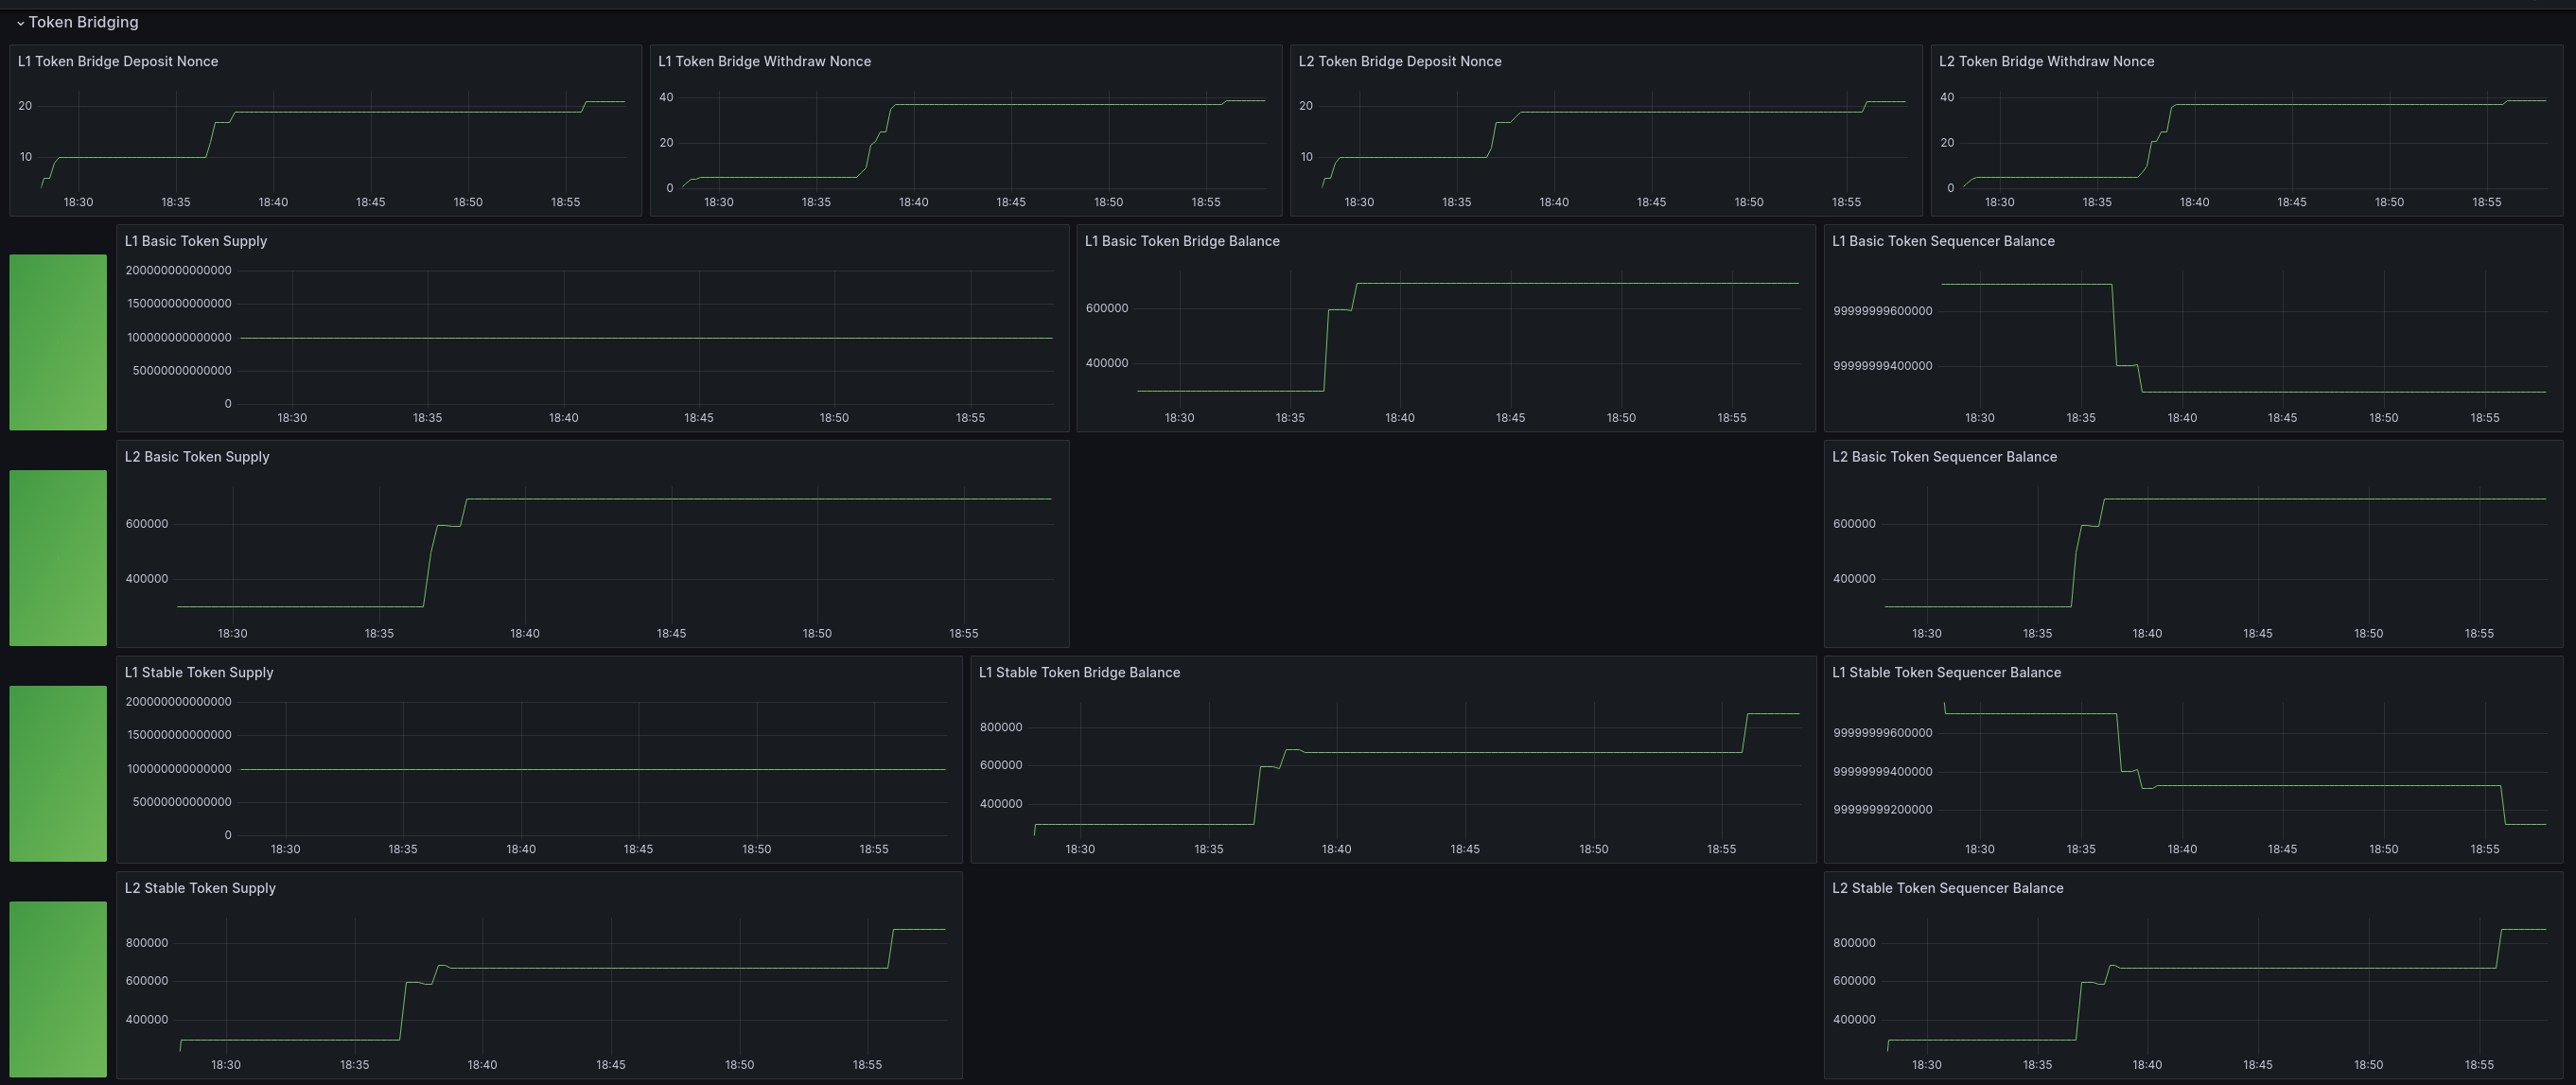 Token Bridging
L1 Token Bridge Deposit Nonce
20
10
18:30 18:35 18:40 18:45 18:50 18:55
L1 Token Bridge Withdraw Nonce
40
20
0
18:30 18:35 18:40 18:45 18:50 18:55
L2 Token Bridge Deposit Nonce
20
10
18:30 18:35 18:40 18:45 18:50 18:55
L2 Token Bridge Withdraw Nonce
40
20
0
18:30 18:35 18:40 18:45 18:50 18:55
L1 Basic Token Supply
200000000000000
150000000000000
100000000000000
50000000000000
0
18:30 18:35 18:40 18:45 18:50 18:55
L1 Basic Token Bridge Balance
600000
400000
18:30 18:35 18:40 18:45 18:50 18:55
L1 Basic Token Sequencer Balance
99999999600000
99999999400000
18:30 18:35 18:40 18:45 18:50 18:55
L2 Basic Token Supply
600000
400000
18:30 18:35 18:40 18:45 18:50 18:55
L2 Basic Token Sequencer Balance
600000
400000
18:30 18:35 18:40 18:45 18:50 18:55
L1 Stable Token Supply
200000000000000
150000000000000
100000000000000
50000000000000
0
18:30 18:35 18:40 18:45 18:50 18:55
L1 Stable Token Bridge Balance
800000
600000
400000
18:30 18:35 18:40 18:45 18:50 18:55
L1 Stable Token Sequencer Balance
99999999600000
99999999400000
99999999200000
18:30 18:35 18:40 18:45 18:50 18:55
L2 Stable Token Supply
800000
600000
400000
18:30 18:35 18:40 18:45 18:50 18:55
L2 Stable Token Sequencer Balance
800000
600000
400000
18:30 18:35 18:40 18:45 18:50 18:55